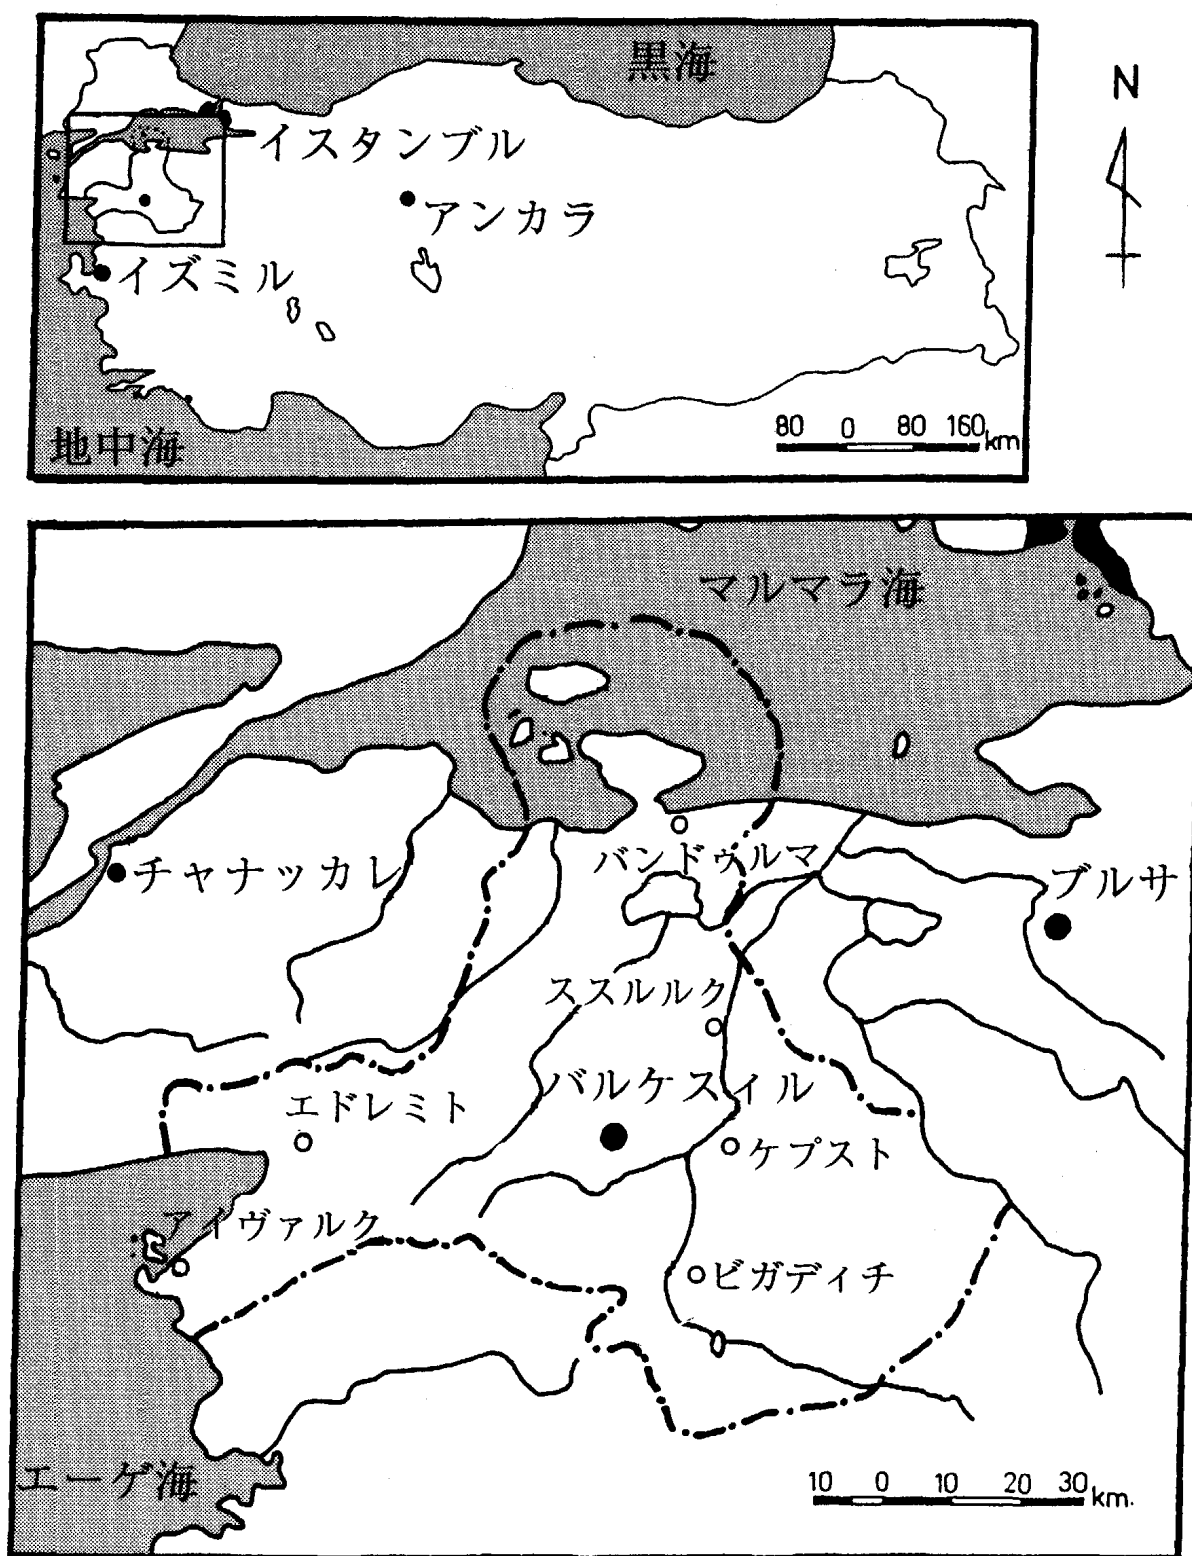 黒海
N
イスタンブル
アンカラ
イズミル
地中海
80 0 80 160 km
マルマラ海
バンドゥルマ
チャナッカレ
ブルサ
ススルルク
バルケスィル
エドレミト
ケプスト
アイヴァルク
ビガディチ
エーゲ海
10 0 10 20 30 km.